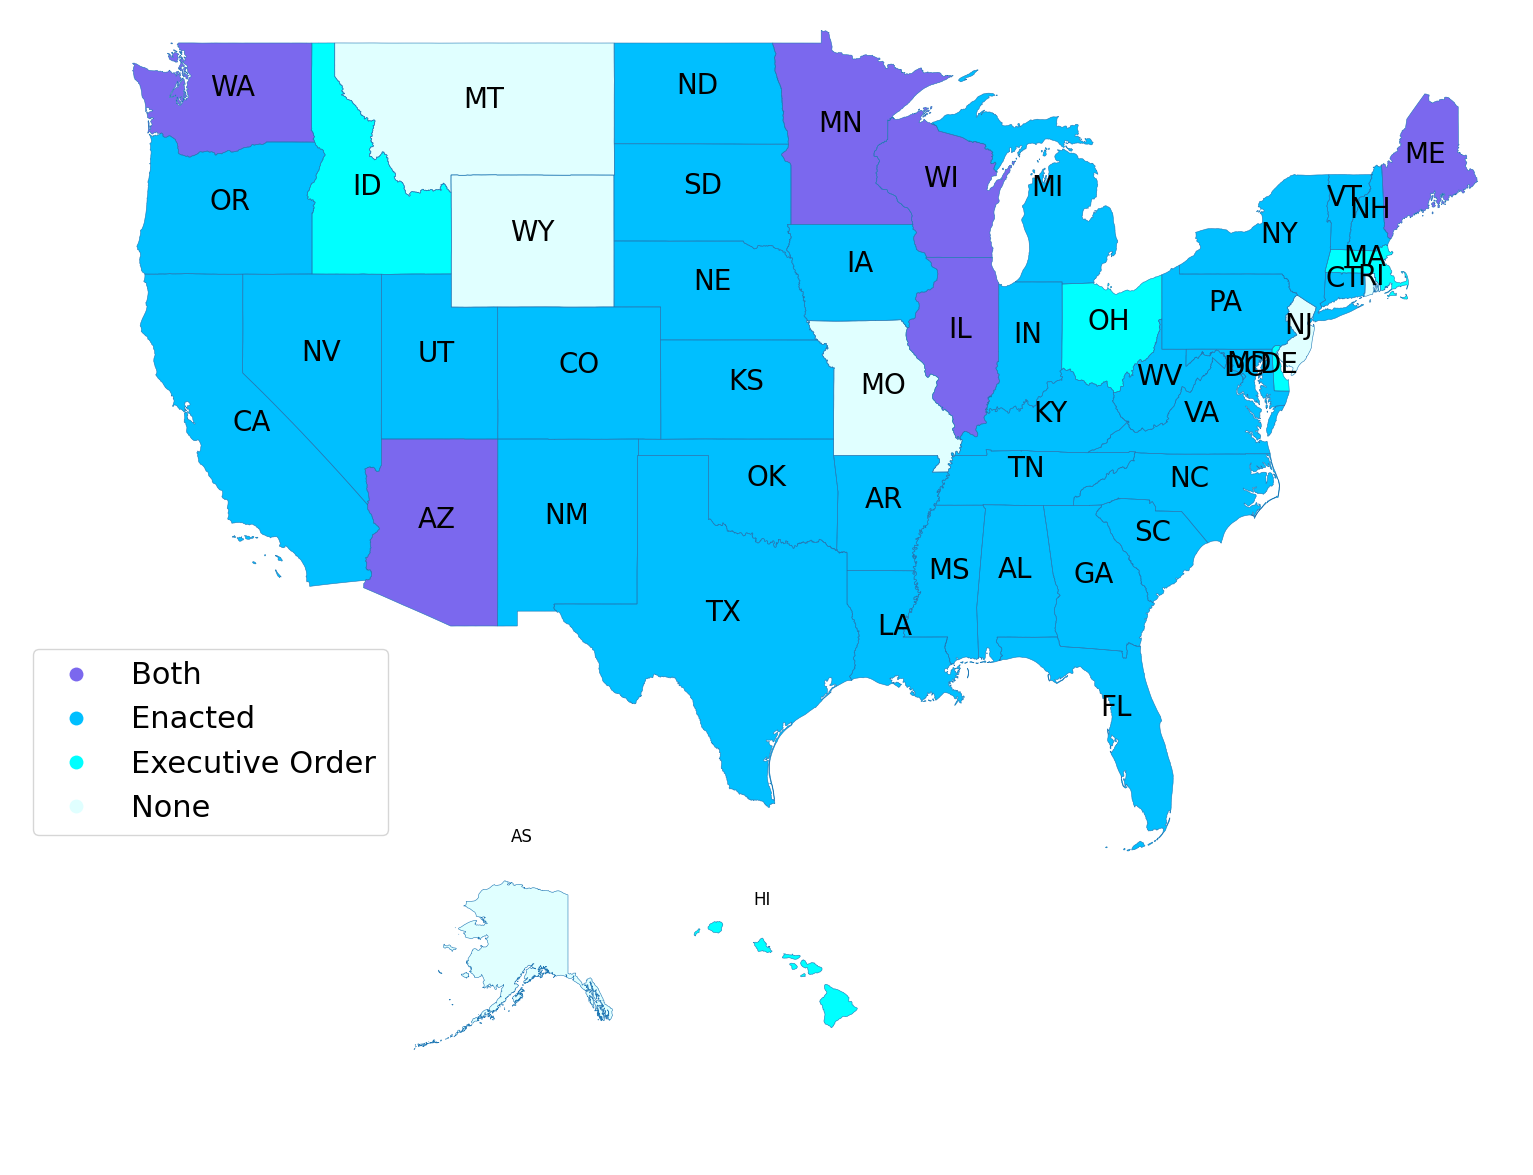 WA
MT
ND
MN
ME
OR
ID
SD
WI
MI
VT
NH
WY
IA
NY
MA
NE
CT
RI
NV
UT
CO
KS
MO
IL
IN
OH
PA
NJ
WV
MD
DC
DE
CA
KY
VA
AZ
NM
OK
AR
TN
NC
SC
TX
LA
MS
AL
GA
FL
Both
Enacted
Executive Order
None
AS
HI